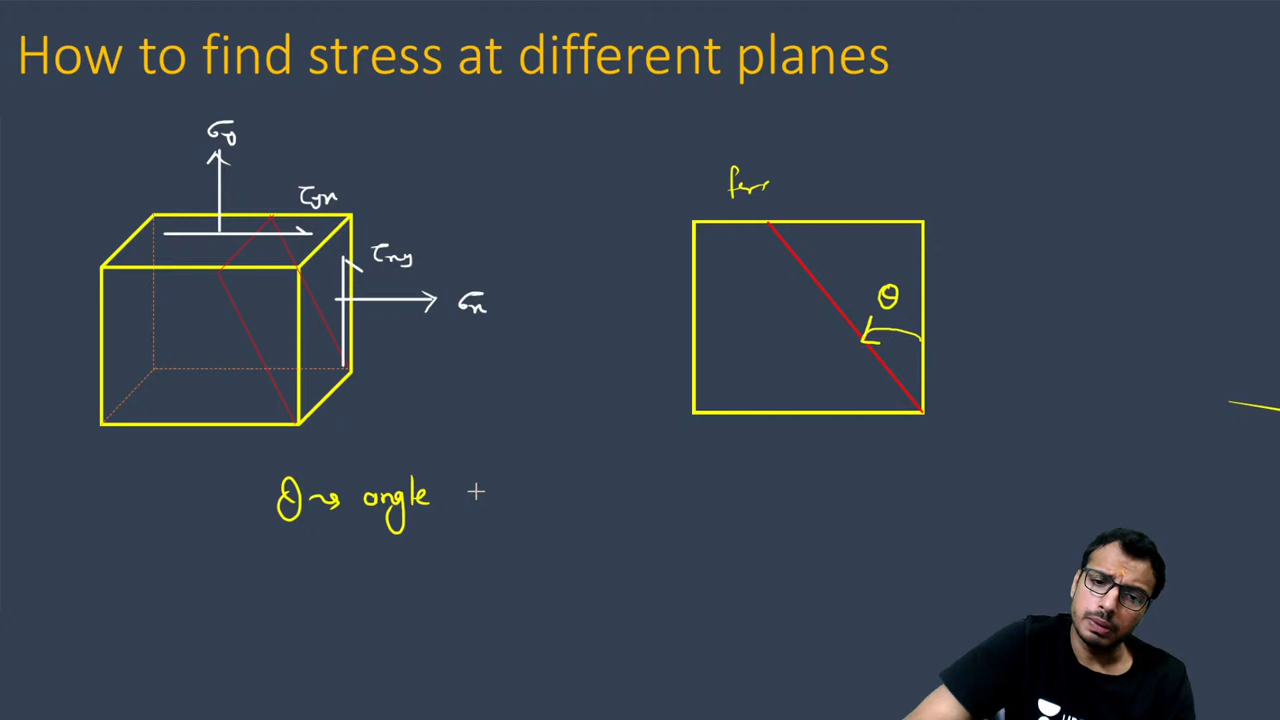 How to find stress at different planes
σy
τyx
τxy
σx
θ
θ → angle